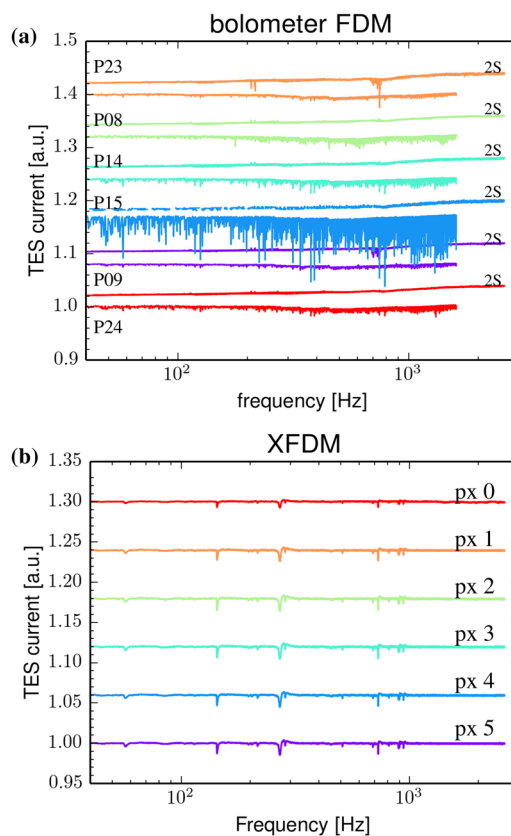 bolometer FDM
(a)
1.5
P23
2S
1.4
P08
2S
1.3
P14
2S
TES current [a.u.]
1.2
P15
2S
1.1
2S
P09
2S
1.0
P24
0.9
10²
10³
frequency [Hz]
XFDM
(b)
1.35
px 0
1.30
px 1
1.25
px 2
1.20
TES current [a.u.]
1.15
px 3
1.10
px 4
1.05
px 5
1.00
0.95
10²
10³
Frequency [Hz]